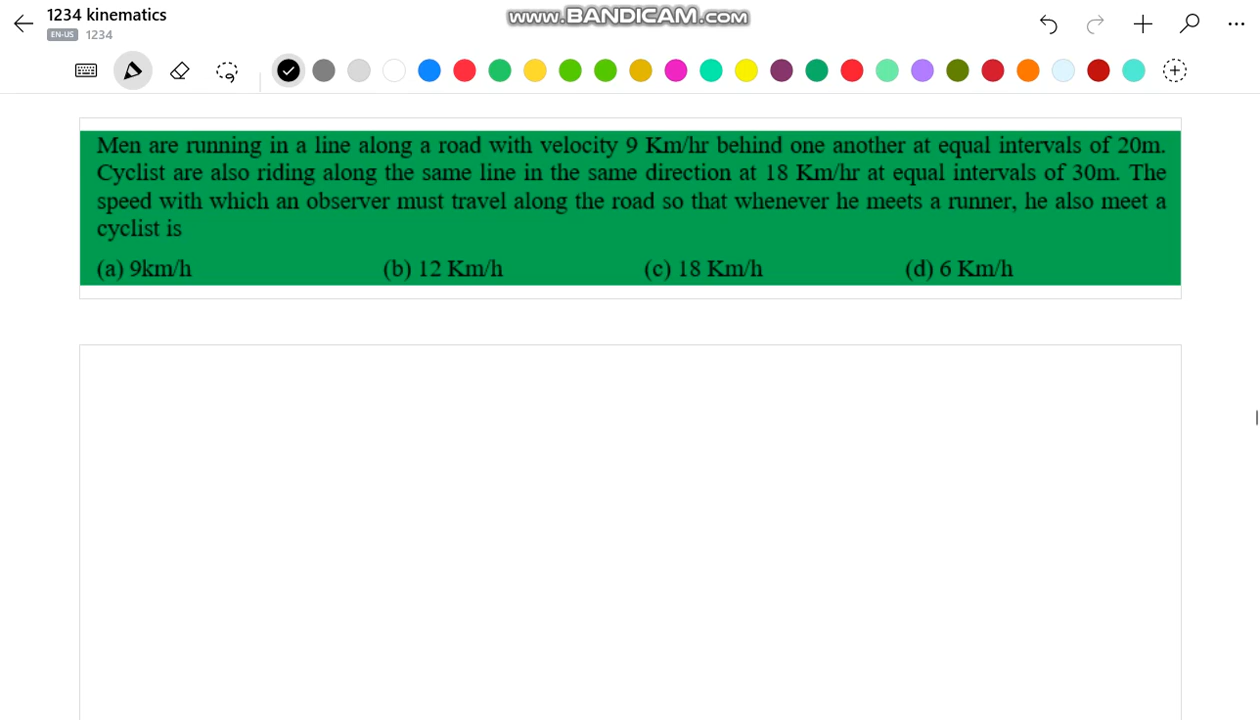 1234 kinematics
www.BANDICAM.com
EN-US 1234
Men are running in a line along a road with velocity 9 Km/hr behind one another at equal intervals of 20m.
Cyclist are also riding along the same line in the same direction at 18 Km/hr at equal intervals of 30m. The
speed with which an observer must travel along the road so that whenever he meets a runner, he also meet a
cyclist is
(a) 9km/h (b) 12 Km/h (c) 18 Km/h (d) 6 Km/h